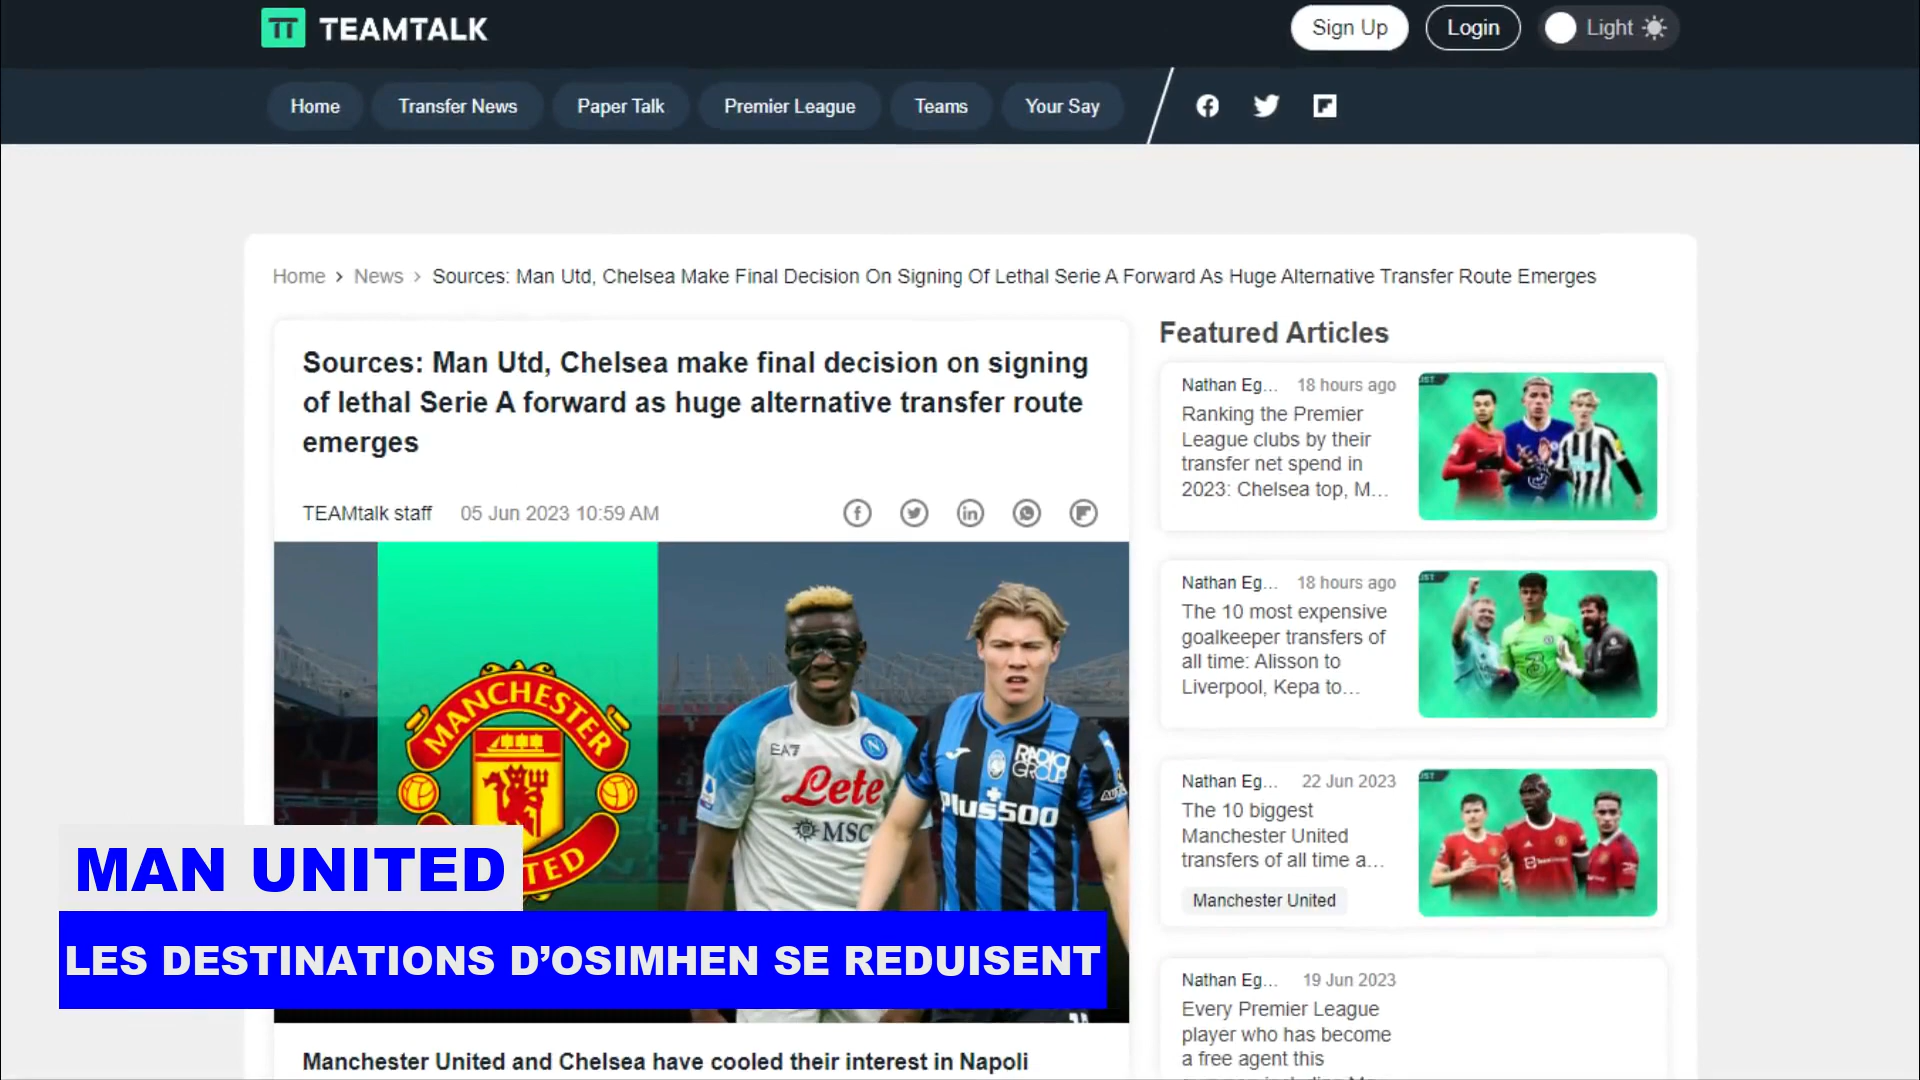 TT TEAMTALK
Sign Up Login Light
Home Transfer News Paper Talk Premier League Teams Your Say
Home > News > Sources: Man Utd, Chelsea Make Final Decision On Signing Of Lethal Serie A Forward As Huge Alternative Transfer Route Emerges
Sources: Man Utd, Chelsea make final decision on signing
of lethal Serie A forward as huge alternative transfer route
emerges
TEAMtalk staff 05 Jun 2023 10:59 AM
MANCHESTER
TED
EA7
N
Lete
MSC
RADIO
GROUP
Plus500
MAN UNITED
LES DESTINATIONS D’OSIMHEN SE REDUISENT
Manchester United and Chelsea have cooled their interest in Napoli
Featured Articles
Nathan Eg... 18 hours ago
Ranking the Premier
League clubs by their
transfer net spend in
2023: Chelsea top, M...
Nathan Eg... 18 hours ago
The 10 most expensive
goalkeeper transfers of
all time: Alisson to
Liverpool, Kepa to...
3
Nathan Eg... 22 Jun 2023
The 10 biggest
Manchester United
transfers of all time a...
Manchester United
Nathan Eg... 19 Jun 2023
Every Premier League
player who has become
a free agent this